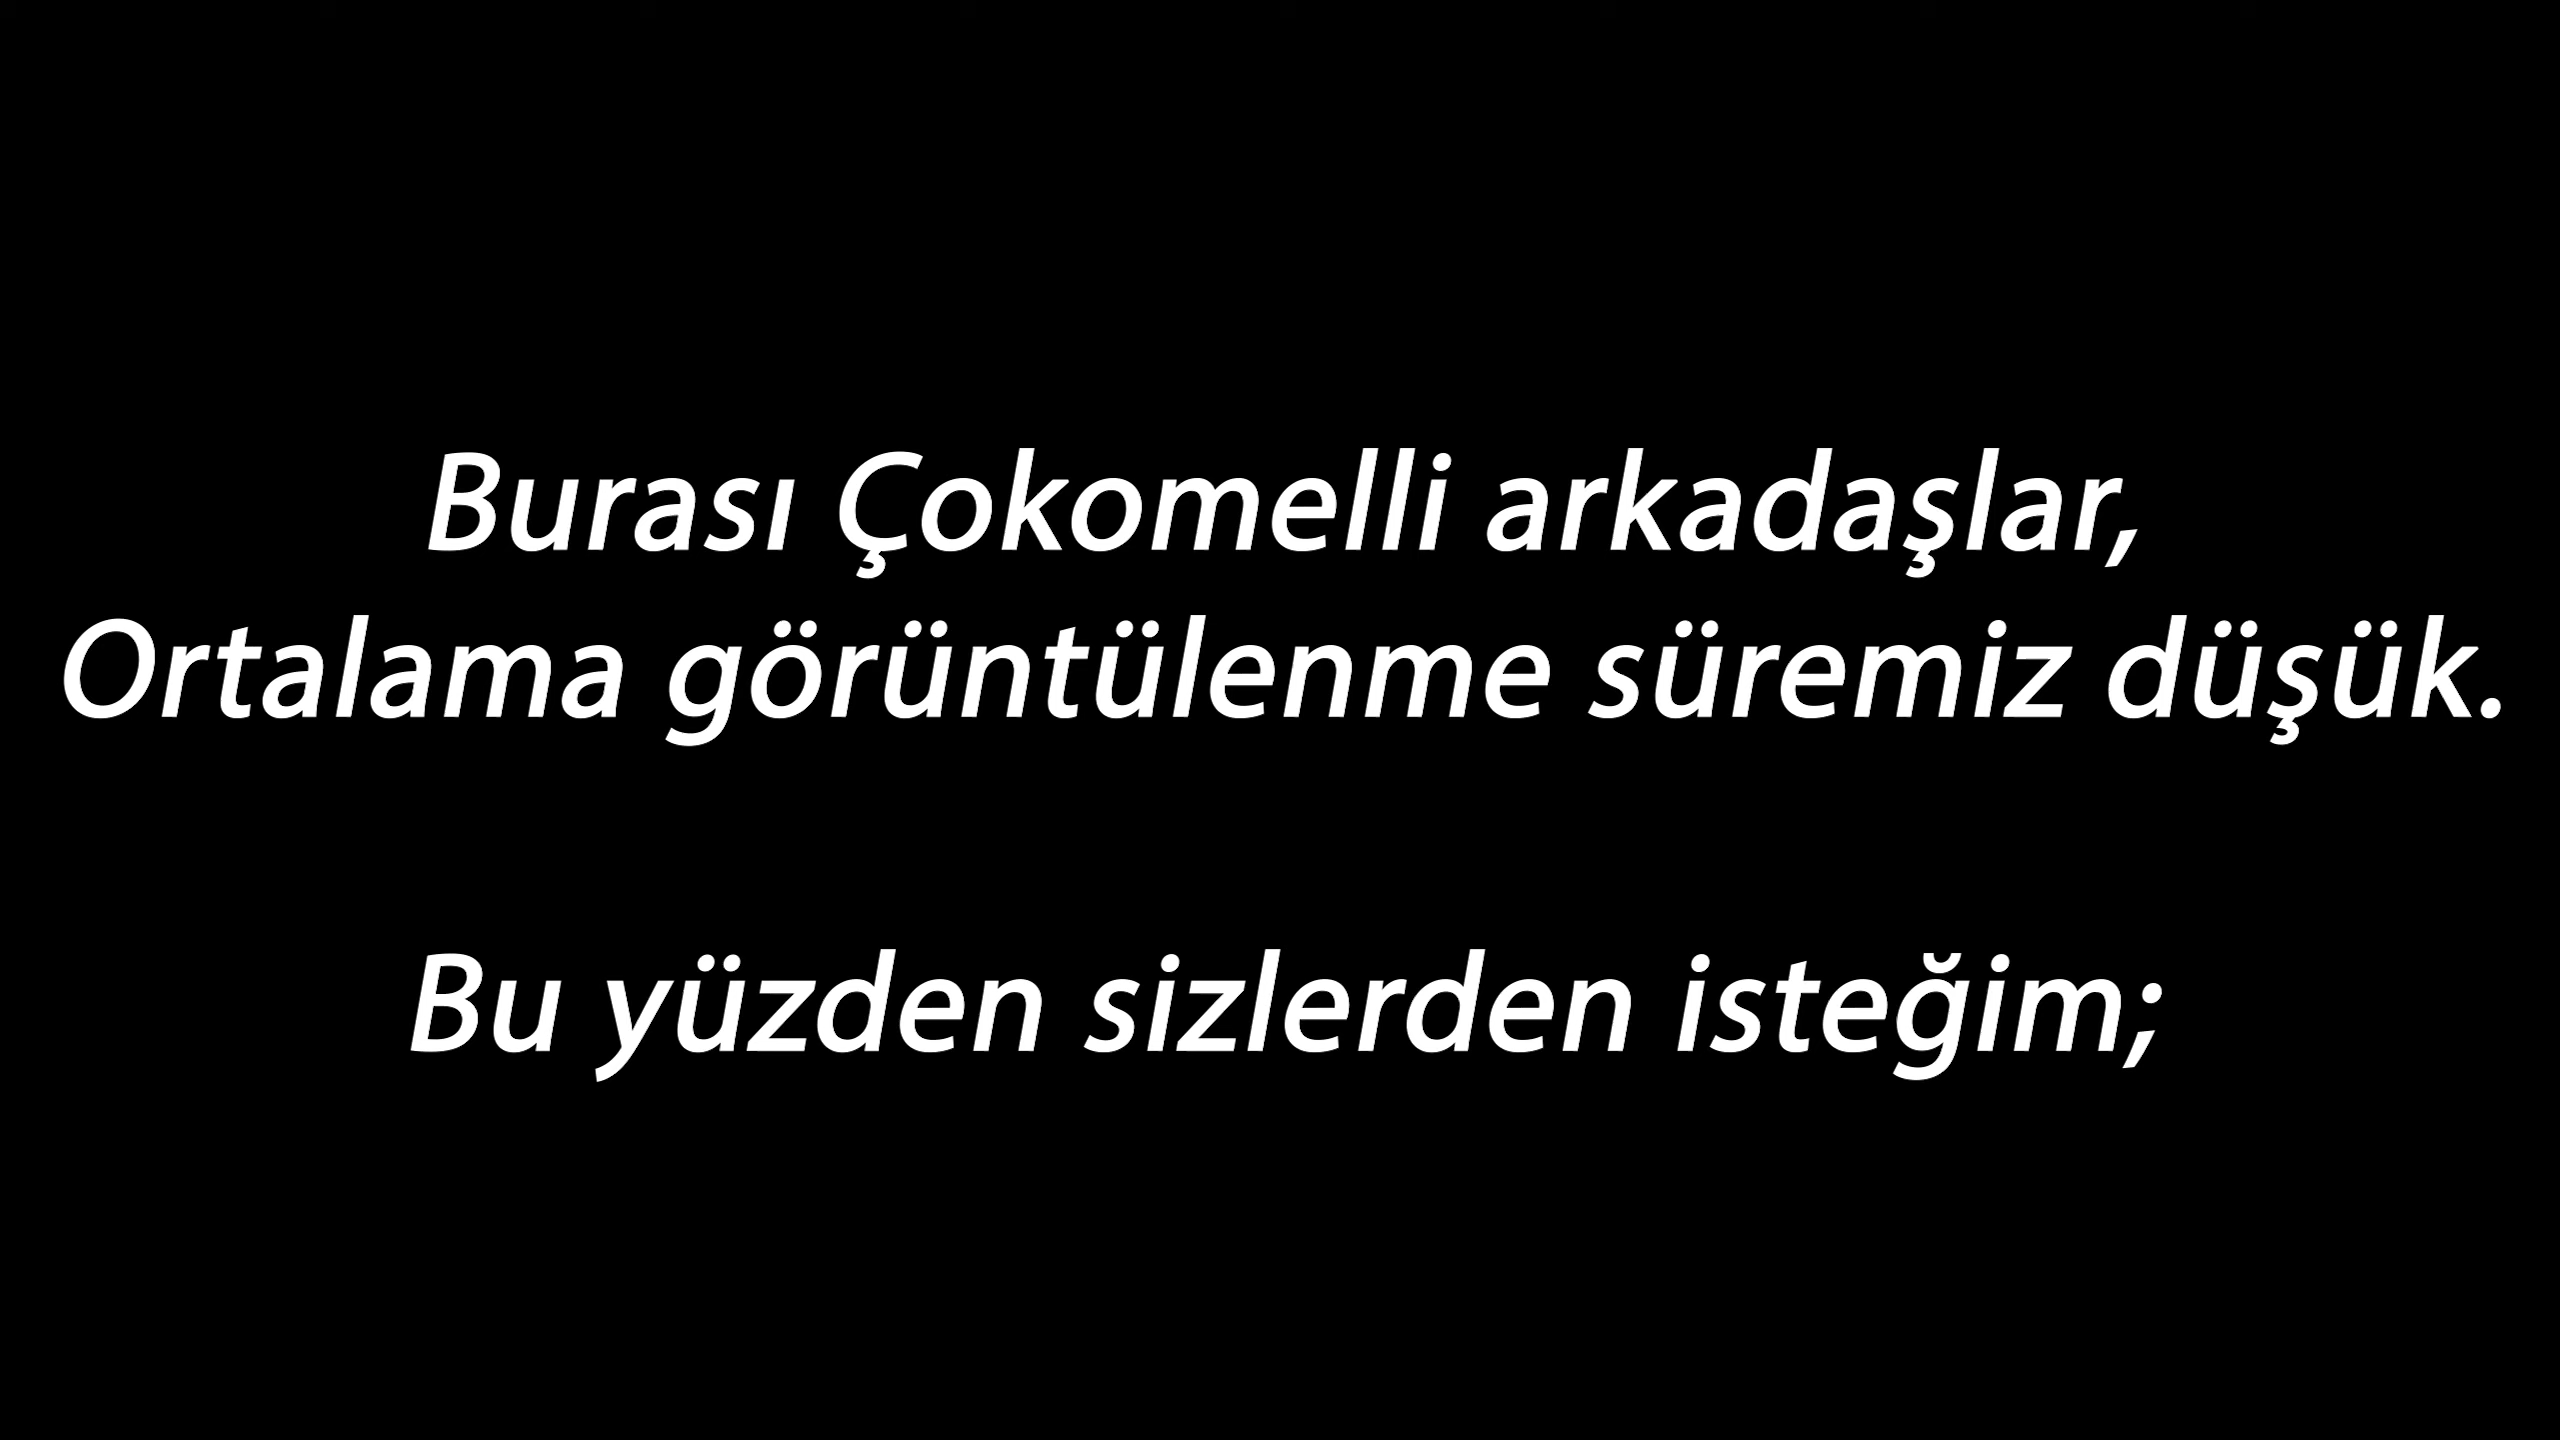 Burası Çokomelli arkadaşlar,
Ortalama görüntülenme süremiz düşük.
Bu yüzden sizlerden isteğim;